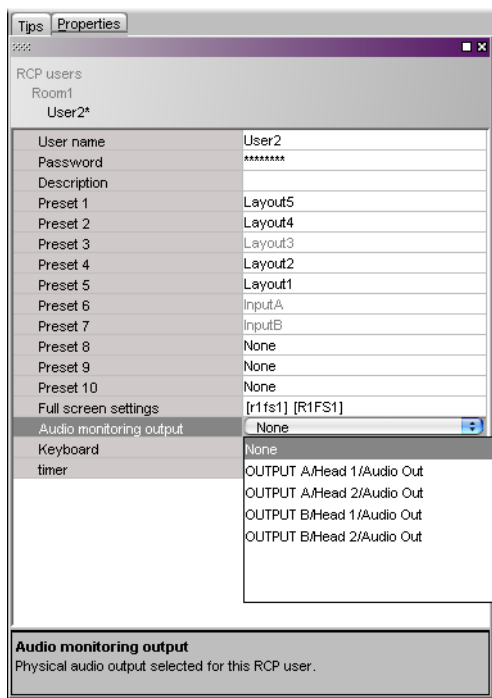 Tips Properties
RCP users
Room1
User2*
User name User2
Password ********
Description
Preset 1 Layout5
Preset 2 Layout4
Preset 3 Layout3
Preset 4 Layout2
Preset 5 Layout1
Preset 6 InputA
Preset 7 InputB
Preset 8 None
Preset 9 None
Preset 10 None
Full screen settings [r1fs1] [R1FS1]
Audio monitoring output None
Keyboard None
timer OUTPUT A/Head 1/Audio Out
OUTPUT A/Head 2/Audio Out
OUTPUT B/Head 1/Audio Out
OUTPUT B/Head 2/Audio Out
Audio monitoring output
Physical audio output selected for this RCP user.